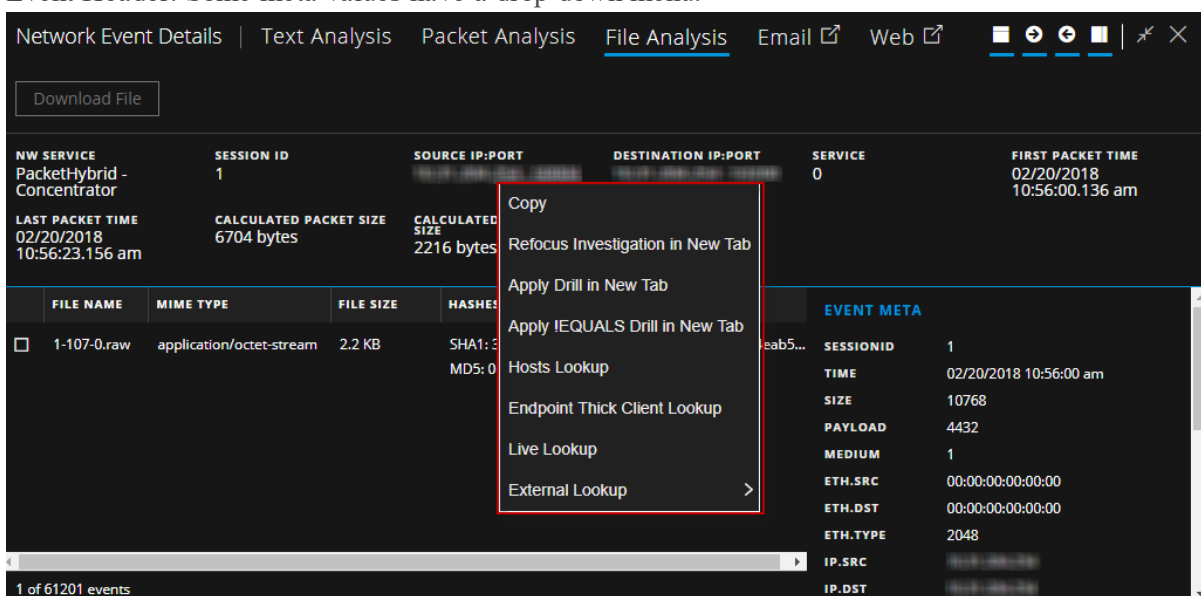 Network Event Details | Text Analysis Packet Analysis File Analysis Email Web
Download File
NW SERVICE SESSION ID SOURCE IP:PORT DESTINATION IP:PORT SERVICE FIRST PACKET TIME
PacketHybrid - 1 0 02/20/2018
Concentrator 10:56:00.136 am
LAST PACKET TIME CALCULATED PACKET SIZE CALCULATED
02/20/2018 6704 bytes SIZE
10:56:23.156 am 2216 bytes
Copy
Refocus Investigation in New Tab
Apply Drill in New Tab
Apply !EQUALS Drill in New Tab
Hosts Lookup
Endpoint Thick Client Lookup
Live Lookup
External Lookup
FILE NAME MIME TYPE FILE SIZE HASHES
1-107-0.raw application/octet-stream 2.2 KB SHA1: 3 eab5...
MD5: 0
EVENT META
SESSIONID 1
TIME 02/20/2018 10:56:00 am
SIZE 10768
PAYLOAD 4432
MEDIUM 1
ETH.SRC 00:00:00:00:00:00
ETH.DST 00:00:00:00:00:00
ETH.TYPE 2048
IP.SRC
IP.DST
1 of 61201 events